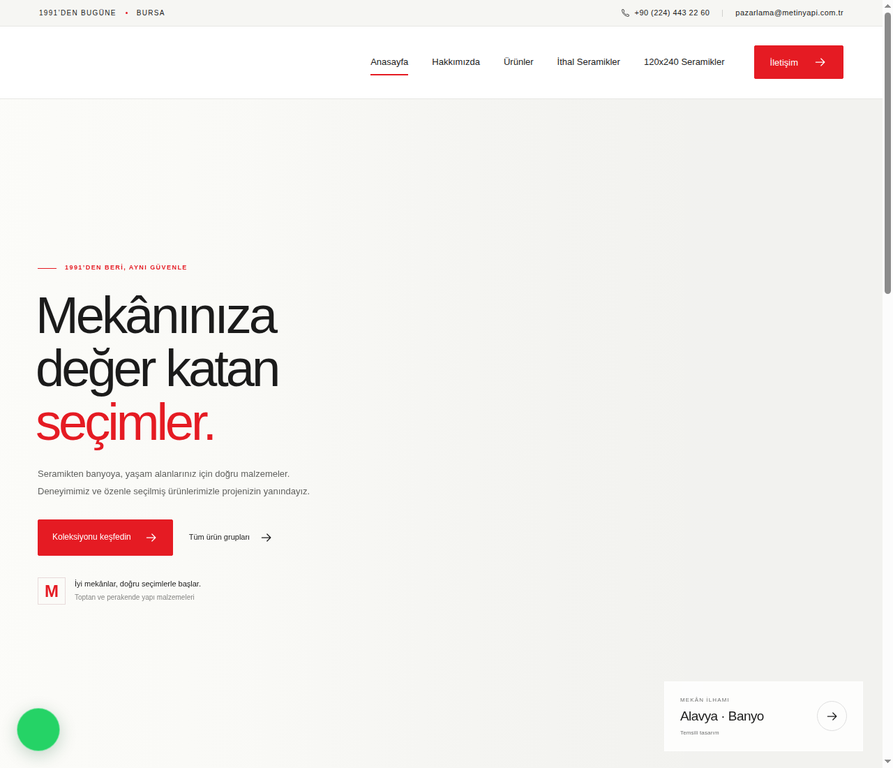 1991'DEN BUGÜNE • BURSA
+90 (224) 443 22 60 | pazarlama@metinyapi.com.tr
Anasayfa Hakkımızda Ürünler İthal Seramikler 120x240 Seramikler İletişim
1991'DEN BERİ, AYNI GÜVENLE
Mekânınıza
değer katan
seçimler.
Seramikten banyoya, yaşam alanlarınız için doğru malzemeler.
Deneyimimiz ve özenle seçilmiş ürünlerimizle projenizin yanındayız.
Koleksiyonu keşfedin Tüm ürün grupları
M
İyi mekânlar, doğru seçimlerle başlar.
Toptan ve perakende yapı malzemeleri
MEKÂN İLHAMI
Alavya · Banyo
Temsili tasarım